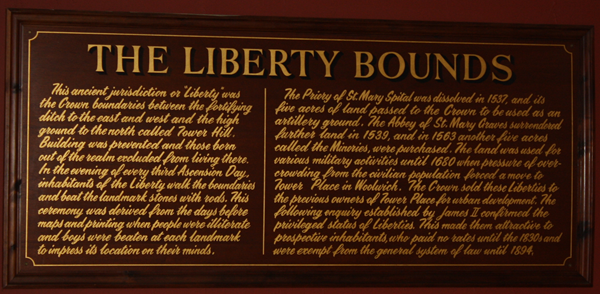 THE LIBERTY BOUNDS
This ancient jurisdiction or 'Liberty' was
the Crown boundaries between the fortifying
ditch to the east and west and the high
ground to the north called Tower Hill.
Building was prevented and those born
out of the realm excluded from living there.
In the evening of every third Ascension Day,
inhabitants of the Liberty walk the boundaries
and beat the landmark stones with rods. This
ceremony was derived from the days before
maps and printing when people were illiterate
and boys were beaten at each landmark
to impress its location on their minds.
The Priory of St. Mary Spital was dissolved in 1537, and its
five acres of land passed to the Crown to be used as an
artillery ground. The Abbey of St. Mary Graves surrendered
further land in 1539, and in 1563 another five acres
called the Minories, were purchased. The land was used for
various military activities until 1680 when pressure of over-
crowding from the civilian population forced a move to
Tower Place in Woolwich. The Crown sold these Liberties to
the previous owners of Tower Place for urban development. The
following enquiry established by James II confirmed the
privileged status of Liberties. This made them attractive to
prospective inhabitants, who paid no rates until the 1830s and
were exempt from the general system of law until 1894.